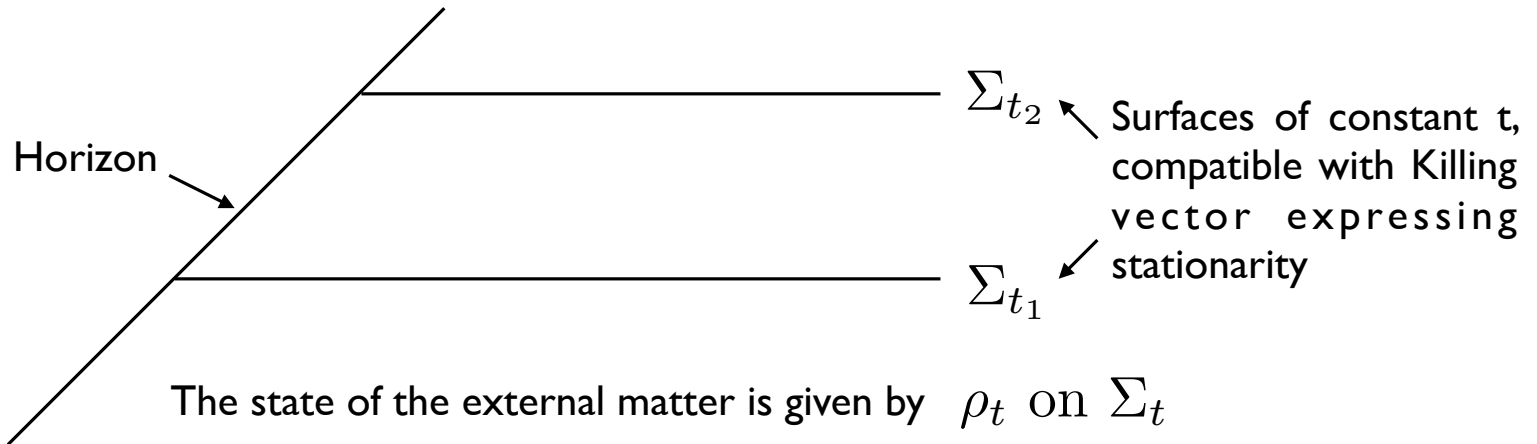 Σ_{t_2}
Surfaces of constant t,
compatible with Killing
vector expressing
stationarity
Horizon
Σ_{t_1}
The state of the external matter is given by ρ_t on Σ_t